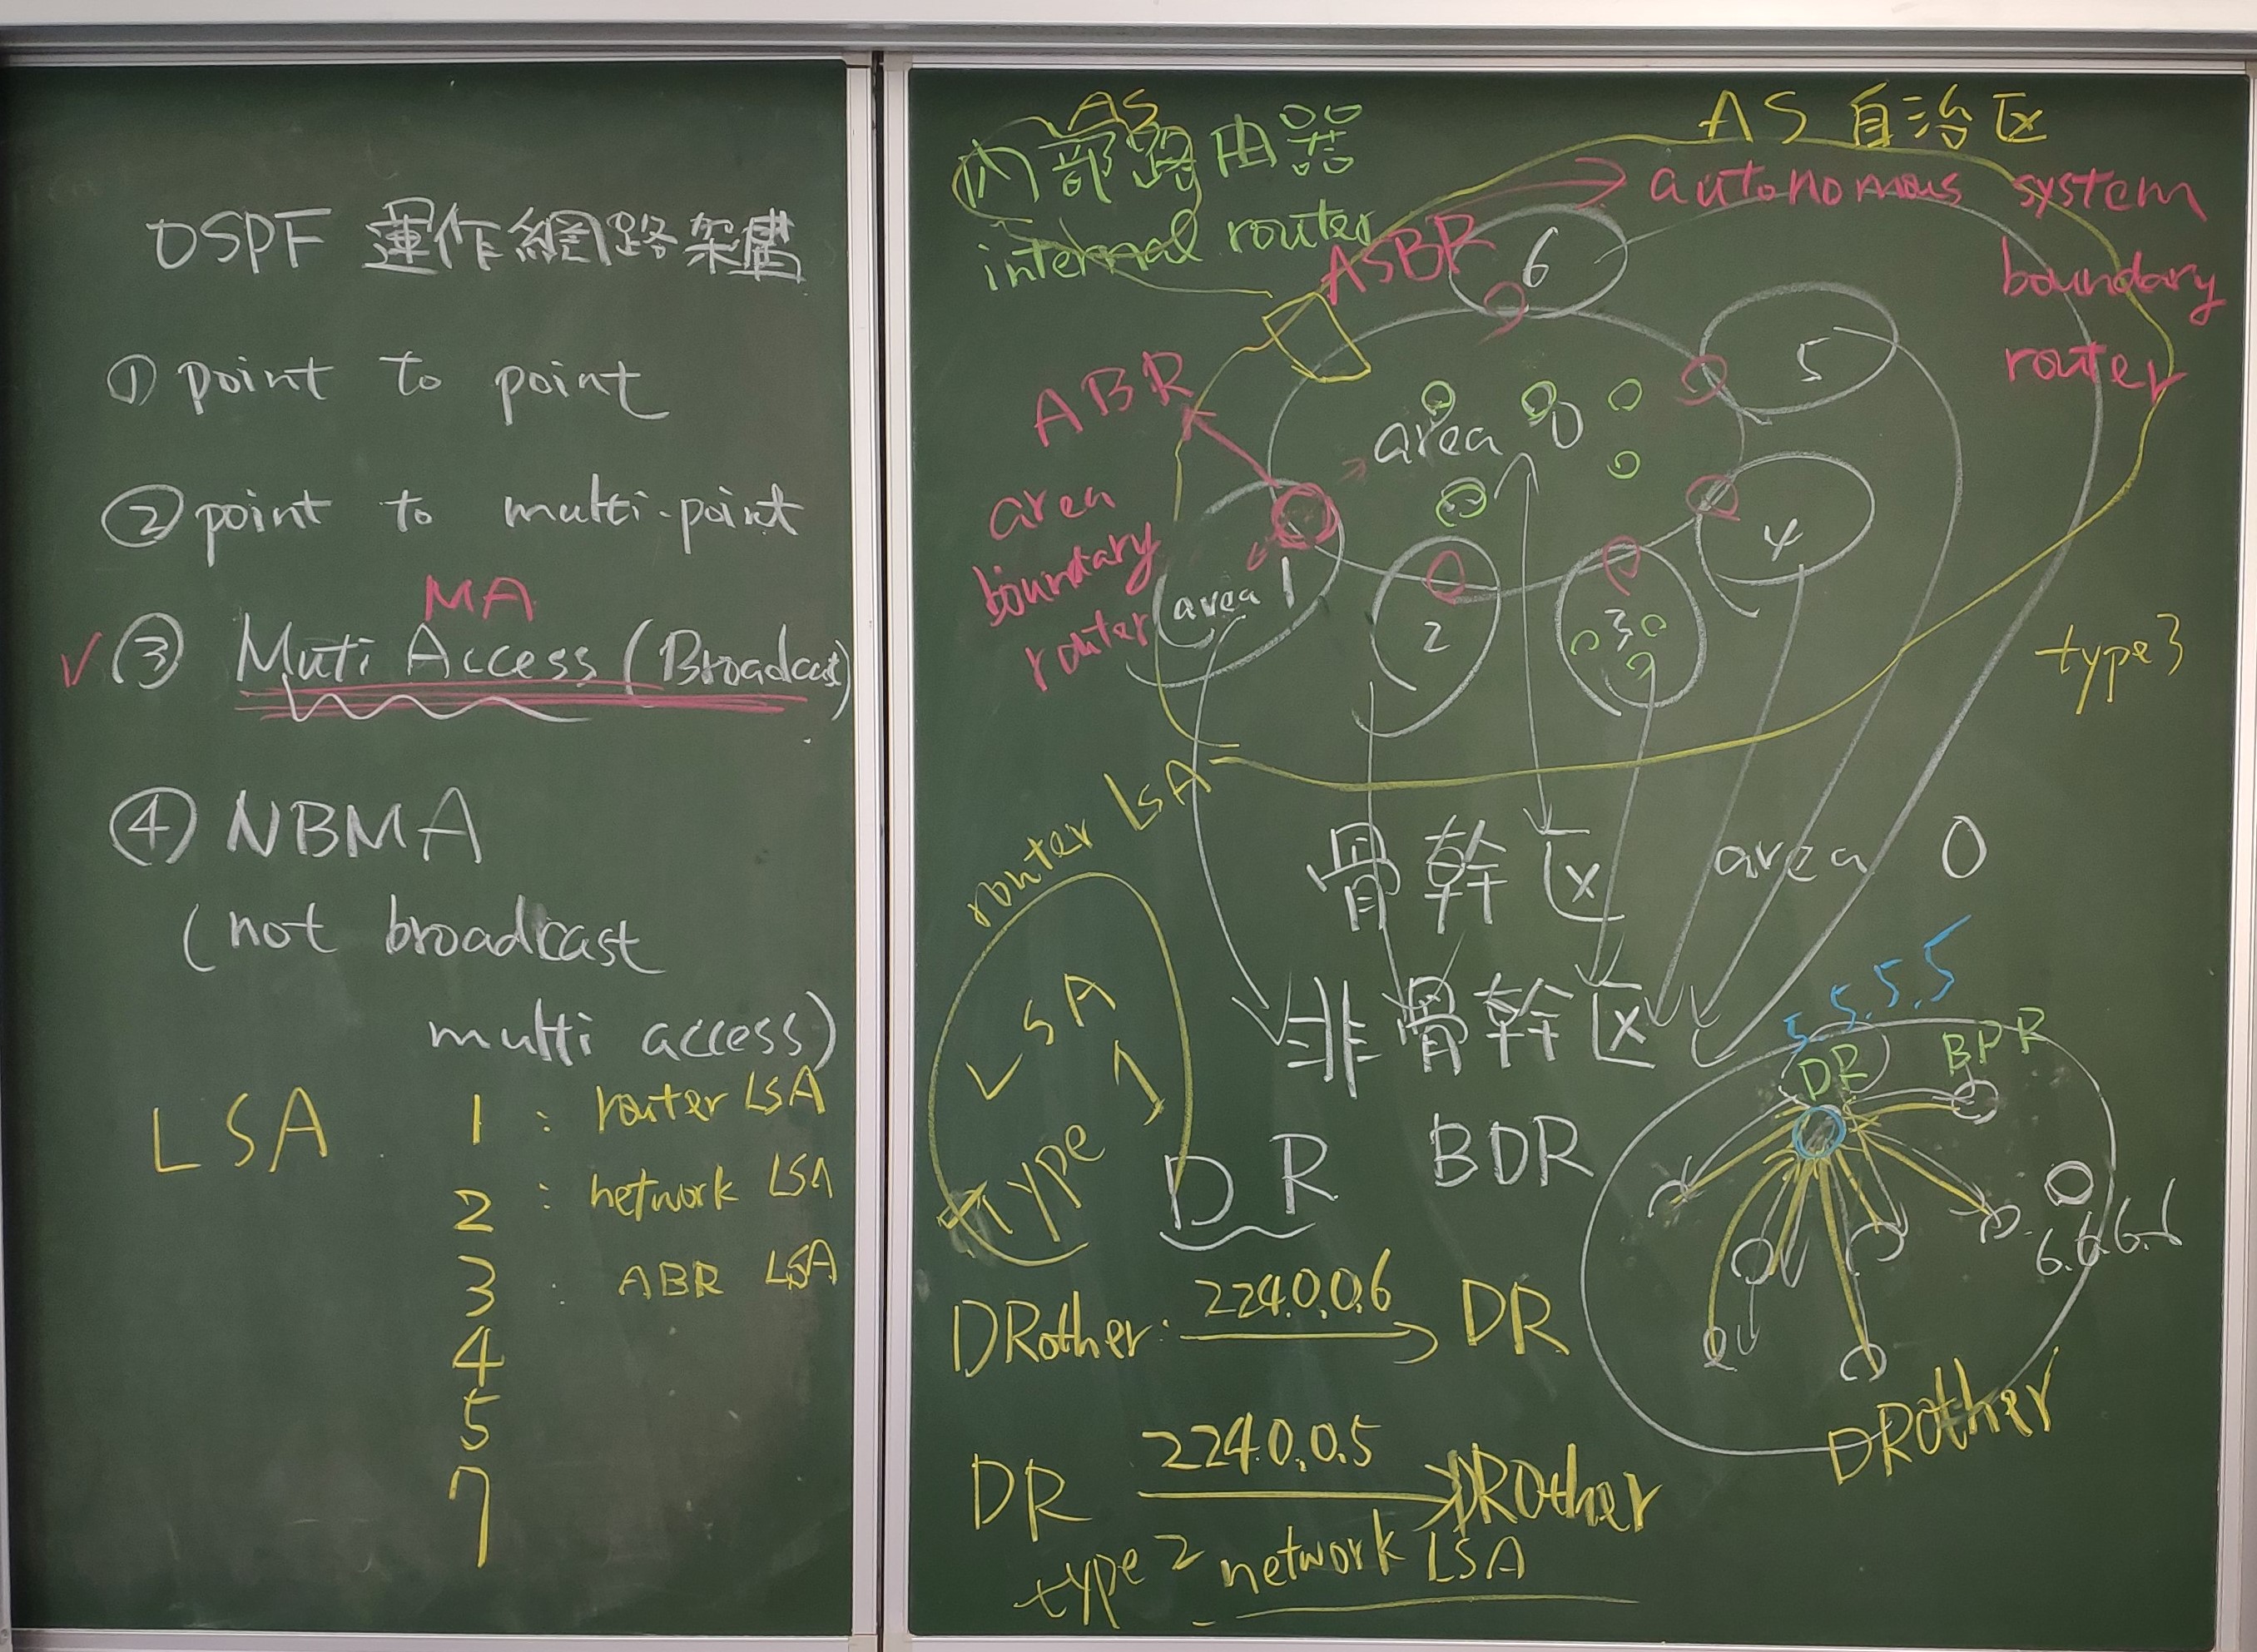 OSPF 運作網路架構
① point to point
② point to multi-point
MA
✓ ③ Muti Access (Broadcast)
④ NBMA
(not broadcast
multi access)
LSA 1 : router LSA
2 : network LSA
3 : ABR LSA
4
5
7
AS
內部路由器
internal router
AS 自治区
autonomous system
boundary
router
ASBR
ABR
area
boundary
router
6
5
area 0
4
area 1
2
3
type3
router LSA
LSA
TYPE 1
骨幹区 area 0
非骨幹区
DR BDR
5.5.5.5
DR
BPR
6.6.6.6
DRother
DRother 224.0.0.6 DR
DR 224.0.0.5 DROther
type 2 network LSA